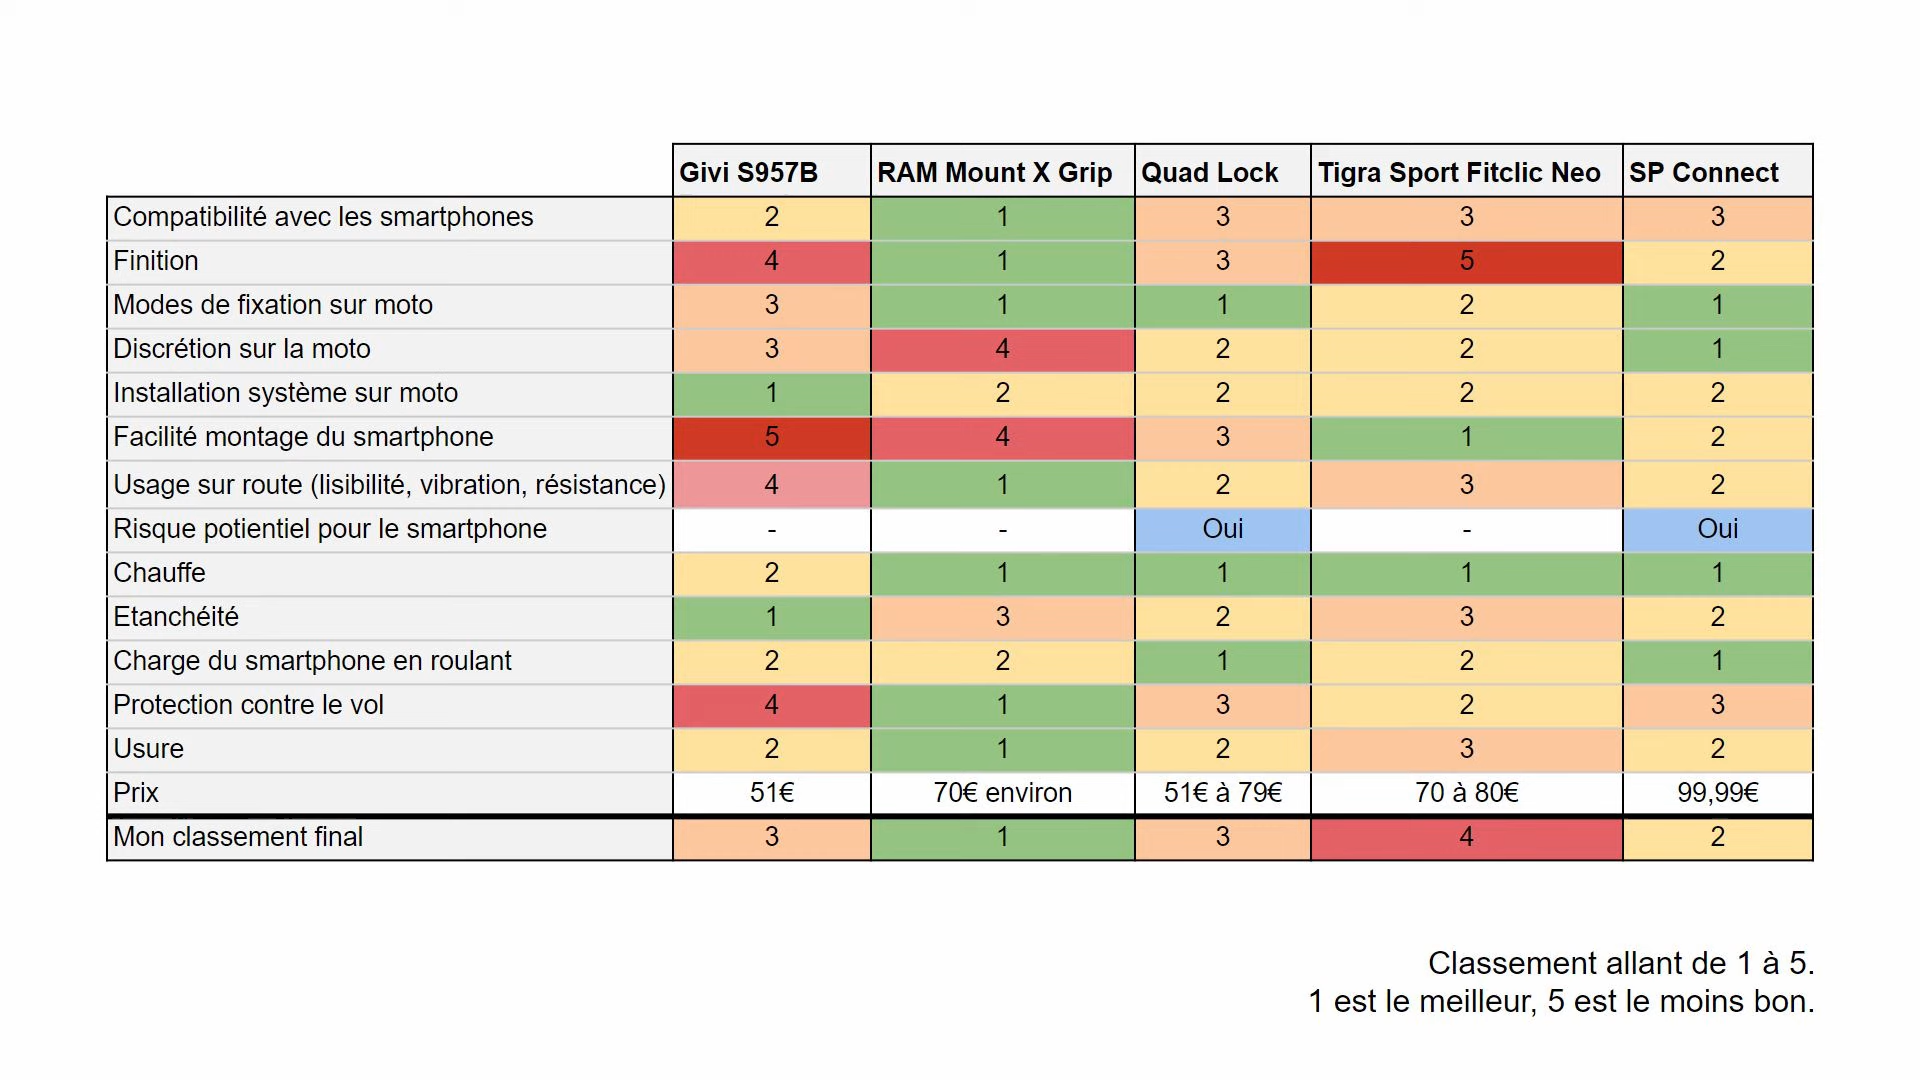 Givi S957B RAM Mount X Grip Quad Lock Tigra Sport Fitclic Neo SP Connect
Compatibilité avec les smartphones 2 1 3 3 3
Finition 4 1 3 5 2
Modes de fixation sur moto 3 1 1 2 1
Discrétion sur la moto 3 4 2 2 1
Installation système sur moto 1 2 2 2 2
Facilité montage du smartphone 5 4 3 1 2
Usage sur route (lisibilité, vibration, résistance) 4 1 2 3 2
Risque potientiel pour le smartphone - - Oui - Oui
Chauffe 2 1 1 1 1
Etanchéité 1 3 2 3 2
Charge du smartphone en roulant 2 2 1 2 1
Protection contre le vol 4 1 3 2 3
Usure 2 1 2 3 2
Prix 51€ 70€ environ 51€ à 79€ 70 à 80€ 99,99€
Mon classement final 3 1 3 4 2
Classement allant de 1 à 5.
1 est le meilleur, 5 est le moins bon.